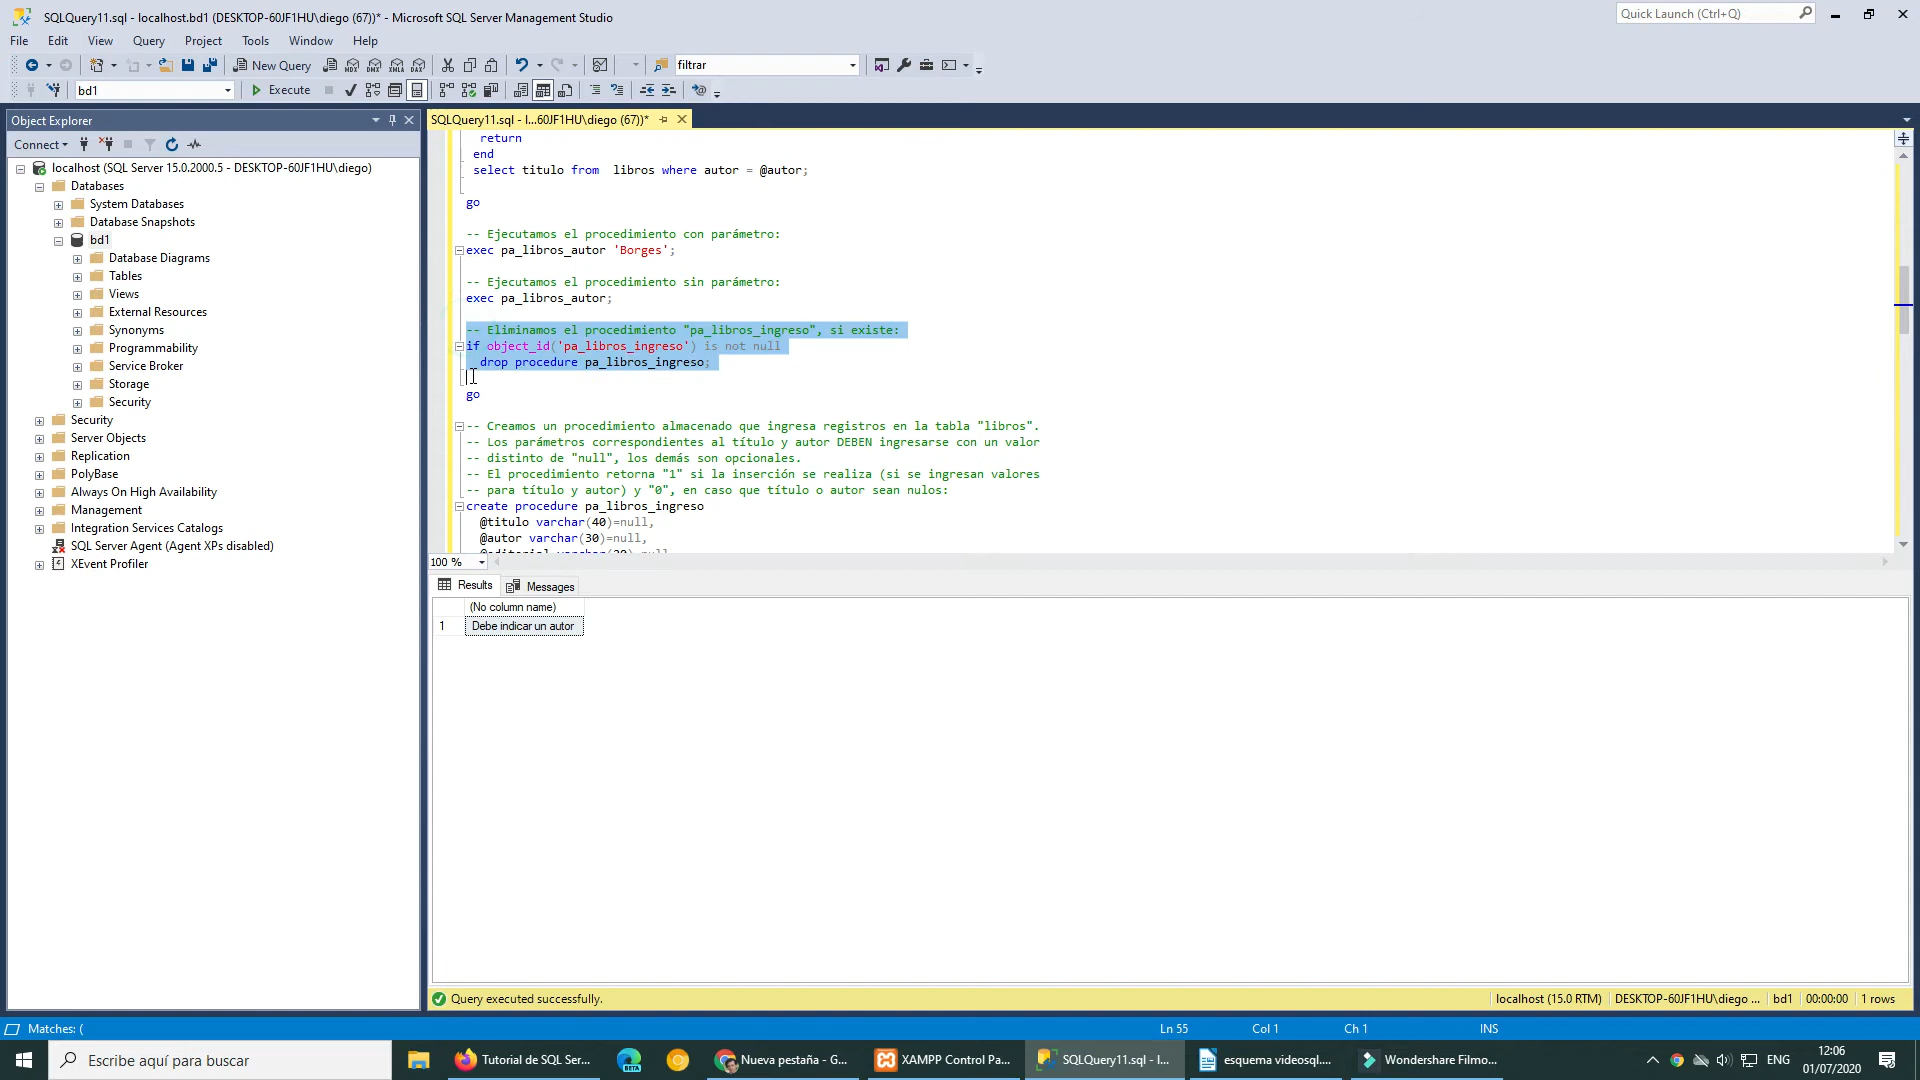 SQLQuery11.sql - localhost.bd1 (DESKTOP-60JF1HU\diego (67))* - Microsoft SQL Server Management Studio
Quick Launch (Ctrl+Q)
File Edit View Query Project Tools Window Help
New Query
MDX DMX XMLA DAX
filtrar
bd1
Execute
Object Explorer
SQLQuery11.sql - l...60JF1HU\diego (67))*
Connect
localhost (SQL Server 15.0.2000.5 - DESKTOP-60JF1HU\diego)
Databases
System Databases
Database Snapshots
bd1
Database Diagrams
Tables
Views
External Resources
Synonyms
Programmability
Service Broker
Storage
Security
Security
Server Objects
Replication
PolyBase
Always On High Availability
Management
Integration Services Catalogs
SQL Server Agent (Agent XPs disabled)
XEvent Profiler
return
end
select titulo from  libros where autor = @autor;
go
-- Ejecutamos el procedimiento con parámetro:
exec pa_libros_autor 'Borges';
-- Ejecutamos el procedimiento sin parámetro:
exec pa_libros_autor;
-- Eliminamos el procedimiento "pa_libros_ingreso", si existe:
if object_id('pa_libros_ingreso') is not null
drop procedure pa_libros_ingreso;
go
-- Creamos un procedimiento almacenado que ingresa registros en la tabla "libros".
-- Los parámetros correspondientes al título y autor DEBEN ingresarse con un valor
-- distinto de "null", los demás son opcionales.
-- El procedimiento retorna "1" si la inserción se realiza (si se ingresan valores
-- para título y autor) y "0", en caso que título o autor sean nulos:
create procedure pa_libros_ingreso
@titulo varchar(40)=null,
@autor varchar(30)=null,
@editorial varchar(20)=null
100 %
Results Messages
(No column name)
1 Debe indicar un autor
Query executed successfully.
localhost (15.0 RTM) DESKTOP-60JF1HU\diego ... bd1 00:00:00 1 rows
Matches: (
Ln 55 Col 1 Ch 1 INS
Escribe aquí para buscar
BETA
Tutorial de SQL Ser...
Nueva pestaña - G...
XAMPP Control Pa...
SQLQuery11.sql - l...
esquema videosql....
Wondershare Filmo...
ENG
12:06
01/07/2020